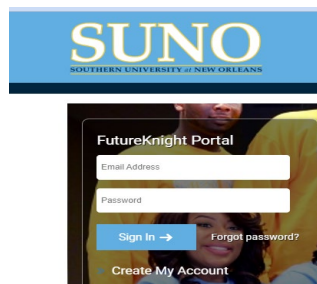 SUNO
SOUTHERN UNIVERSITY at NEW ORLEANS
FutureKnight Portal
Email Address
Password
Sign In →
Forgot password?
Create My Account